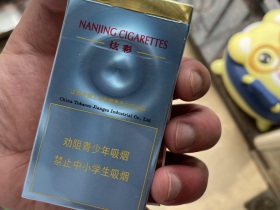 NANJING CIGARETTES
炫彩
China Tobacco Jiangsu Industrial Co., Ltd.
劝阻青少年吸烟
禁止中小学生吸烟